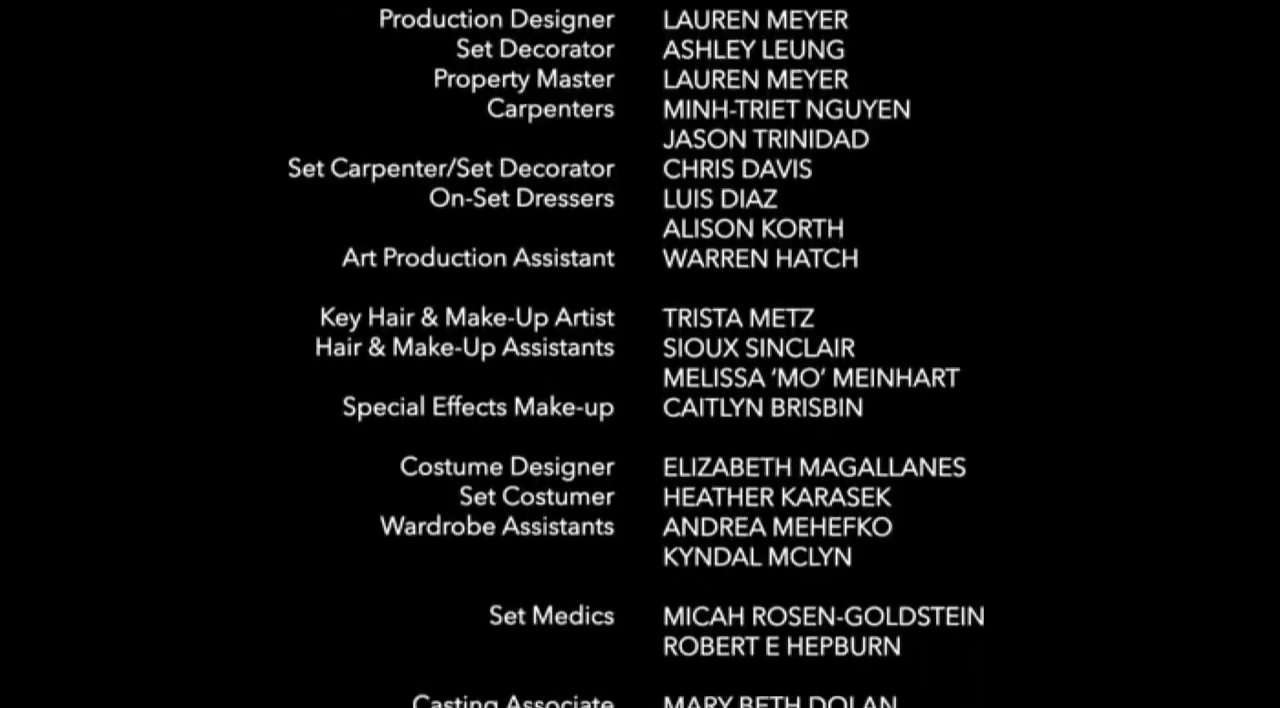 Production Designer LAUREN MEYER
Set Decorator ASHLEY LEUNG
Property Master LAUREN MEYER
Carpenters MINH-TRIET NGUYEN
JASON TRINIDAD
Set Carpenter/Set Decorator CHRIS DAVIS
On-Set Dressers LUIS DIAZ
ALISON KORTH
Art Production Assistant WARREN HATCH
Key Hair & Make-Up Artist TRISTA METZ
Hair & Make-Up Assistants SIOUX SINCLAIR
MELISSA ‘MO’ MEINHART
Special Effects Make-up CAITLYN BRISBIN
Costume Designer ELIZABETH MAGALLANES
Set Costumer HEATHER KARASEK
Wardrobe Assistants ANDREA MEHEFKO
KYNDAL MCLYN
Set Medics MICAH ROSEN-GOLDSTEIN
ROBERT E HEPBURN
Casting Associate MARY BETH DOLAN